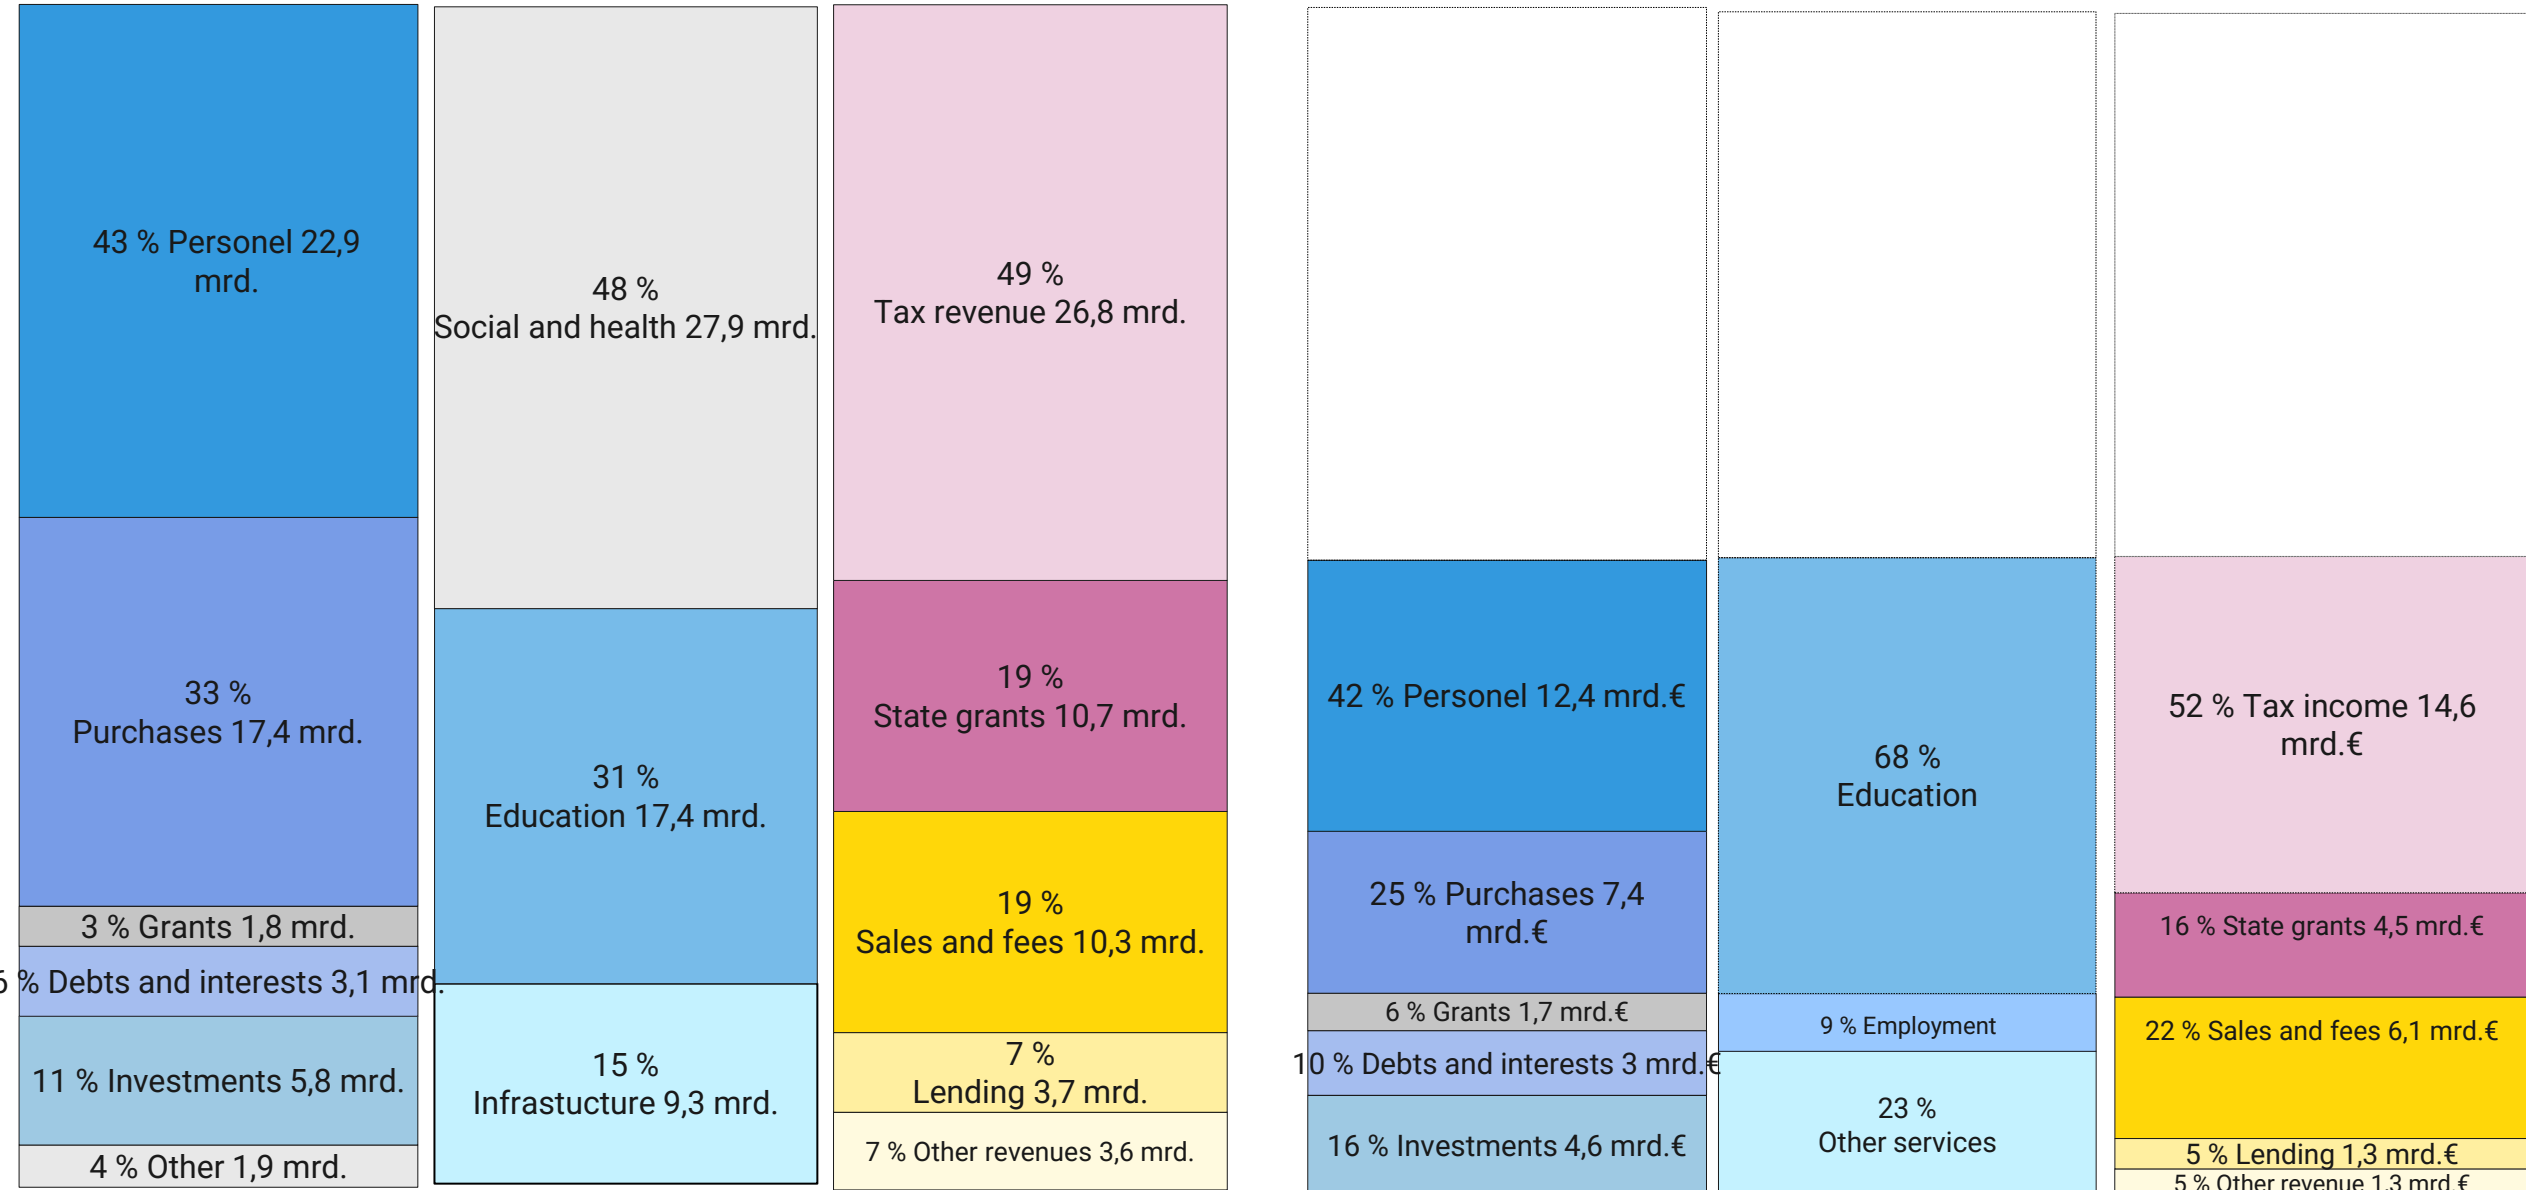 43 % Personel 22,9
mrd.
33 %
Purchases 17,4 mrd.
3 % Grants 1,8 mrd.
6 % Debts and interests 3,1 mrd.
11 % Investments 5,8 mrd.
4 % Other 1,9 mrd.
48 %
Social and health 27,9 mrd.
31 %
Education 17,4 mrd.
15 %
Infrastucture 9,3 mrd.
49 %
Tax revenue 26,8 mrd.
19 %
State grants 10,7 mrd.
19 %
Sales and fees 10,3 mrd.
7 %
Lending 3,7 mrd.
7 % Other revenues 3,6 mrd.
42 % Personel 12,4 mrd.€
25 % Purchases 7,4
mrd.€
6 % Grants 1,7 mrd.€
10 % Debts and interests 3 mrd.€
16 % Investments 4,6 mrd.€
68 %
Education
9 % Employment
23 %
Other services
52 % Tax income 14,6
mrd.€
16 % State grants 4,5 mrd.€
22 % Sales and fees 6,1 mrd.€
5 % Lending 1,3 mrd.€
5 % Other revenue 1,3 mrd.€